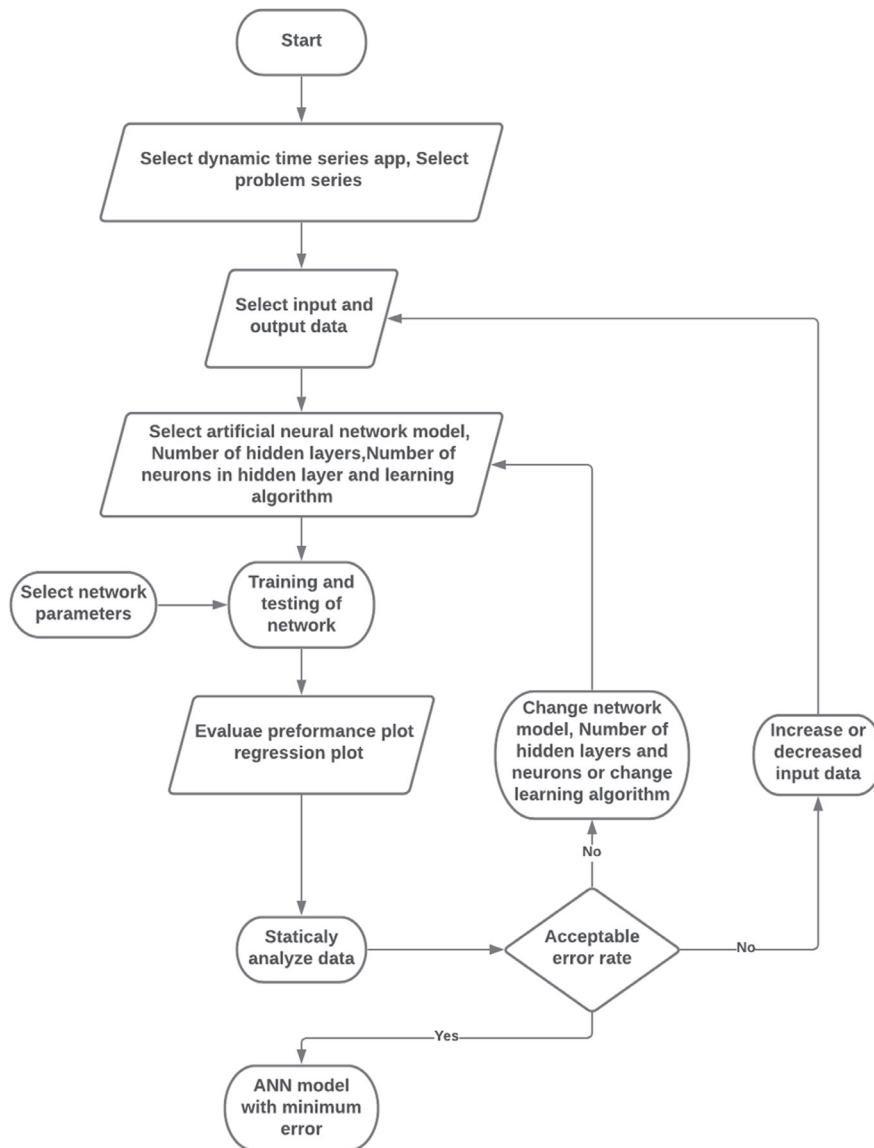 Start
Select dynamic time series app, Select
problem series
Select input and
output data
Select artificial neural network model,
Number of hidden layers,Number of
neurons in hidden layer and learning
algorithm
Select network
parameters
Training and
testing of
network
Evaluae preformance plot
regression plot
Change network
model, Number of
hidden layers and
neurons or change
learning algorithm
Increase or
decreased
input data
No
Staticaly
analyze data
Acceptable
error rate
No
Yes
ANN model
with minimum
error